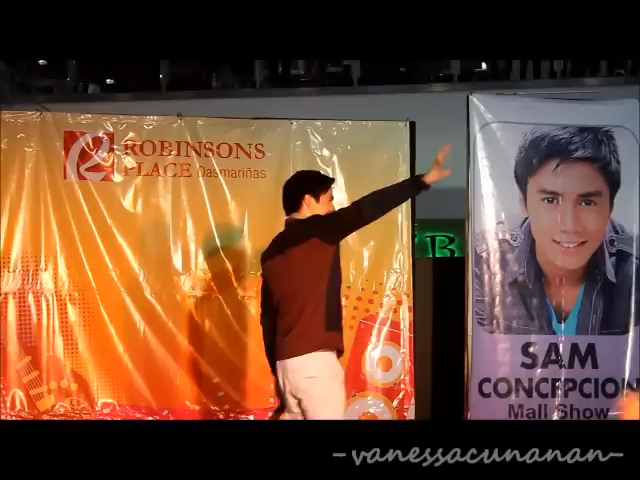 ROBINSONS
PLACE Dasmariñas
B
SAM
CONCEPCION
Mall Show
-vanessacunanan-